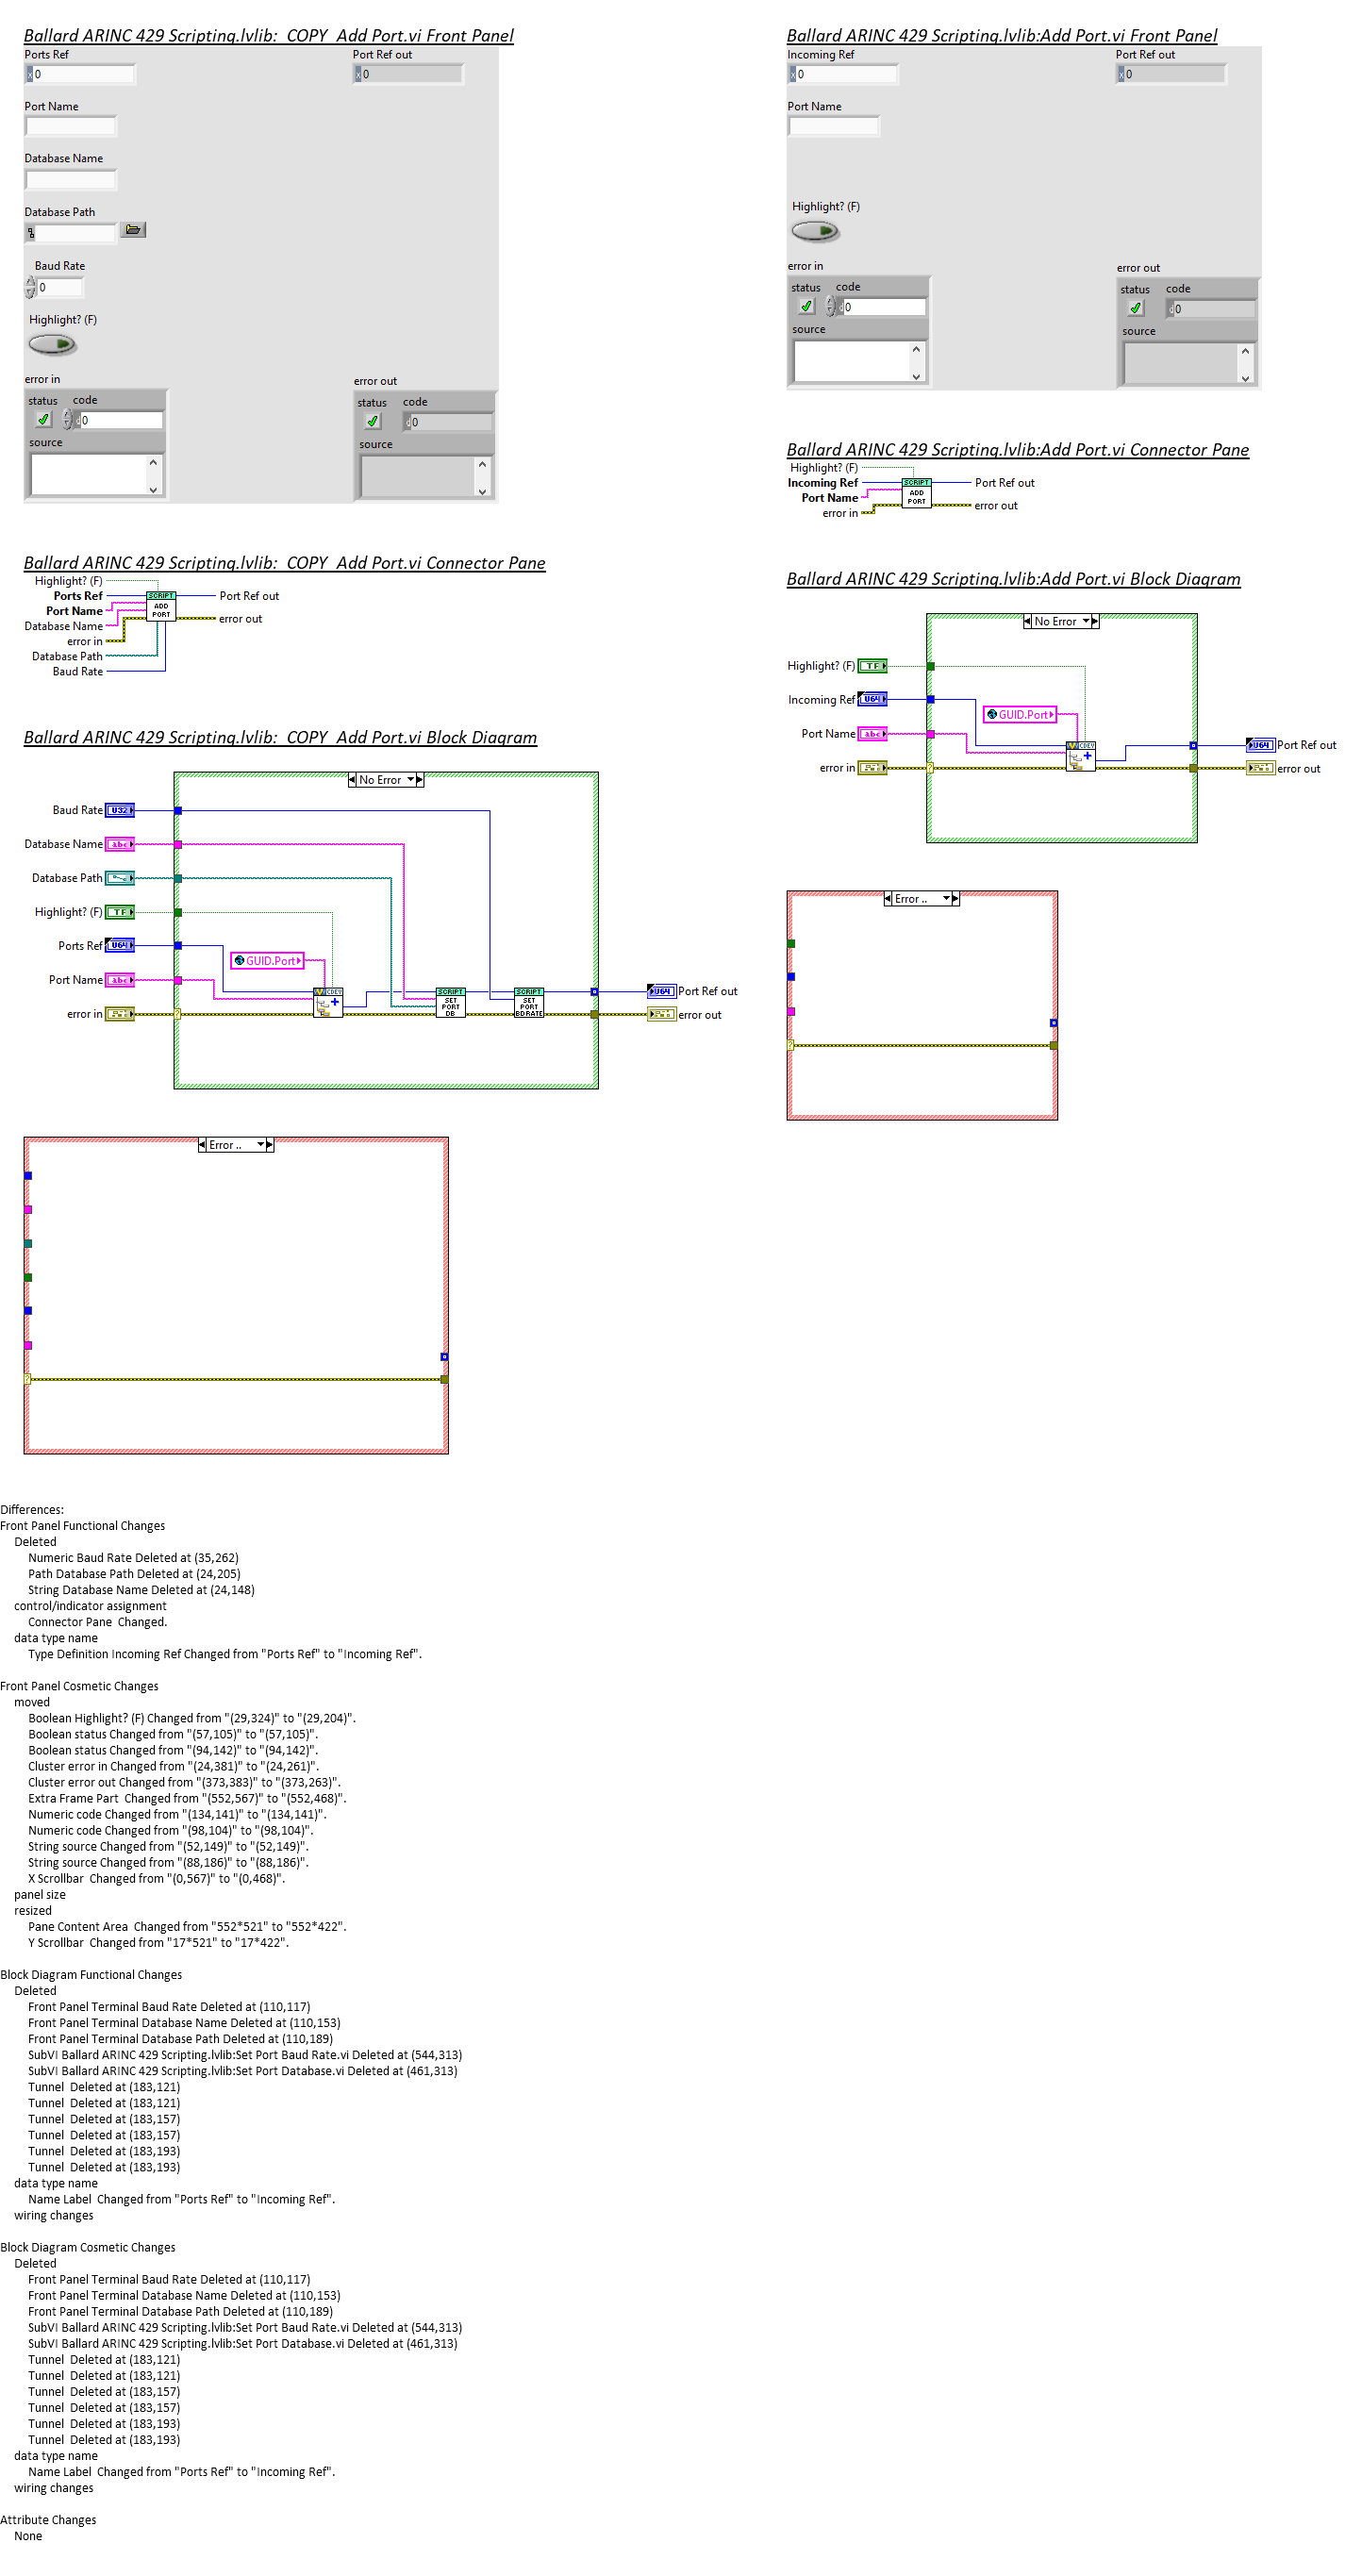 Ballard ARINC 429 Scripting.lvlib:_COPY_Add Port.vi Front Panel
Ports Ref
Port Ref out
x 0
x 0
Port Name
Database Name
Database Path
Baud Rate
0
Highlight? (F)
error in
error out
status code
status code
d 0
d 0
source
source
Ballard ARINC 429 Scripting.lvlib:_COPY_Add Port.vi Connector Pane
Highlight? (F)
Ports Ref
Port Name
Database Name
error in
Database Path
Baud Rate
SCRIPT
ADD
PORT
Port Ref out
error out
Ballard ARINC 429 Scripting.lvlib:_COPY_Add Port.vi Block Diagram
No Error
Baud Rate
U32
Database Name
abc
Database Path
Highlight? (F)
TF
Ports Ref
U64
GUID.Port
Port Name
abc
error in
CDEV
SCRIPT
SET
PORT
DB
SCRIPT
SET
PORT
BDRATE
U64
Port Ref out
error out
Error ..
Ballard ARINC 429 Scripting.lvlib:Add Port.vi Front Panel
Incoming Ref
Port Ref out
x 0
x 0
Port Name
Highlight? (F)
error in
error out
status code
status code
d 0
d 0
source
source
Ballard ARINC 429 Scripting.lvlib:Add Port.vi Connector Pane
Highlight? (F)
Incoming Ref
Port Name
error in
SCRIPT
ADD
PORT
Port Ref out
error out
Ballard ARINC 429 Scripting.lvlib:Add Port.vi Block Diagram
No Error
Highlight? (F)
TF
Incoming Ref
U64
GUID.Port
Port Name
abc
error in
CDEV
U64
Port Ref out
error out
Error ..
Differences:
Front Panel Functional Changes
Deleted
Numeric Baud Rate Deleted at (35,262)
Path Database Path Deleted at (24,205)
String Database Name Deleted at (24,148)
control/indicator assignment
Connector Pane  Changed.
data type name
Type Definition Incoming Ref Changed from "Ports Ref" to "Incoming Ref".
Front Panel Cosmetic Changes
moved
Boolean Highlight? (F) Changed from "(29,324)" to "(29,204)".
Boolean status Changed from "(57,105)" to "(57,105)".
Boolean status Changed from "(94,142)" to "(94,142)".
Cluster error in Changed from "(24,381)" to "(24,261)".
Cluster error out Changed from "(373,383)" to "(373,263)".
Extra Frame Part  Changed from "(552,567)" to "(552,468)".
Numeric code Changed from "(134,141)" to "(134,141)".
Numeric code Changed from "(98,104)" to "(98,104)".
String source Changed from "(52,149)" to "(52,149)".
String source Changed from "(88,186)" to "(88,186)".
X Scrollbar  Changed from "(0,567)" to "(0,468)".
panel size
resized
Pane Content Area  Changed from "552*521" to "552*422".
Y Scrollbar  Changed from "17*521" to "17*422".
Block Diagram Functional Changes
Deleted
Front Panel Terminal Baud Rate Deleted at (110,117)
Front Panel Terminal Database Name Deleted at (110,153)
Front Panel Terminal Database Path Deleted at (110,189)
SubVI Ballard ARINC 429 Scripting.lvlib:Set Port Baud Rate.vi Deleted at (544,313)
SubVI Ballard ARINC 429 Scripting.lvlib:Set Port Database.vi Deleted at (461,313)
Tunnel  Deleted at (183,121)
Tunnel  Deleted at (183,121)
Tunnel  Deleted at (183,157)
Tunnel  Deleted at (183,157)
Tunnel  Deleted at (183,193)
Tunnel  Deleted at (183,193)
data type name
Name Label  Changed from "Ports Ref" to "Incoming Ref".
wiring changes
Block Diagram Cosmetic Changes
Deleted
Front Panel Terminal Baud Rate Deleted at (110,117)
Front Panel Terminal Database Name Deleted at (110,153)
Front Panel Terminal Database Path Deleted at (110,189)
SubVI Ballard ARINC 429 Scripting.lvlib:Set Port Baud Rate.vi Deleted at (544,313)
SubVI Ballard ARINC 429 Scripting.lvlib:Set Port Database.vi Deleted at (461,313)
Tunnel  Deleted at (183,121)
Tunnel  Deleted at (183,121)
Tunnel  Deleted at (183,157)
Tunnel  Deleted at (183,157)
Tunnel  Deleted at (183,193)
Tunnel  Deleted at (183,193)
data type name
Name Label  Changed from "Ports Ref" to "Incoming Ref".
wiring changes
Attribute Changes
None